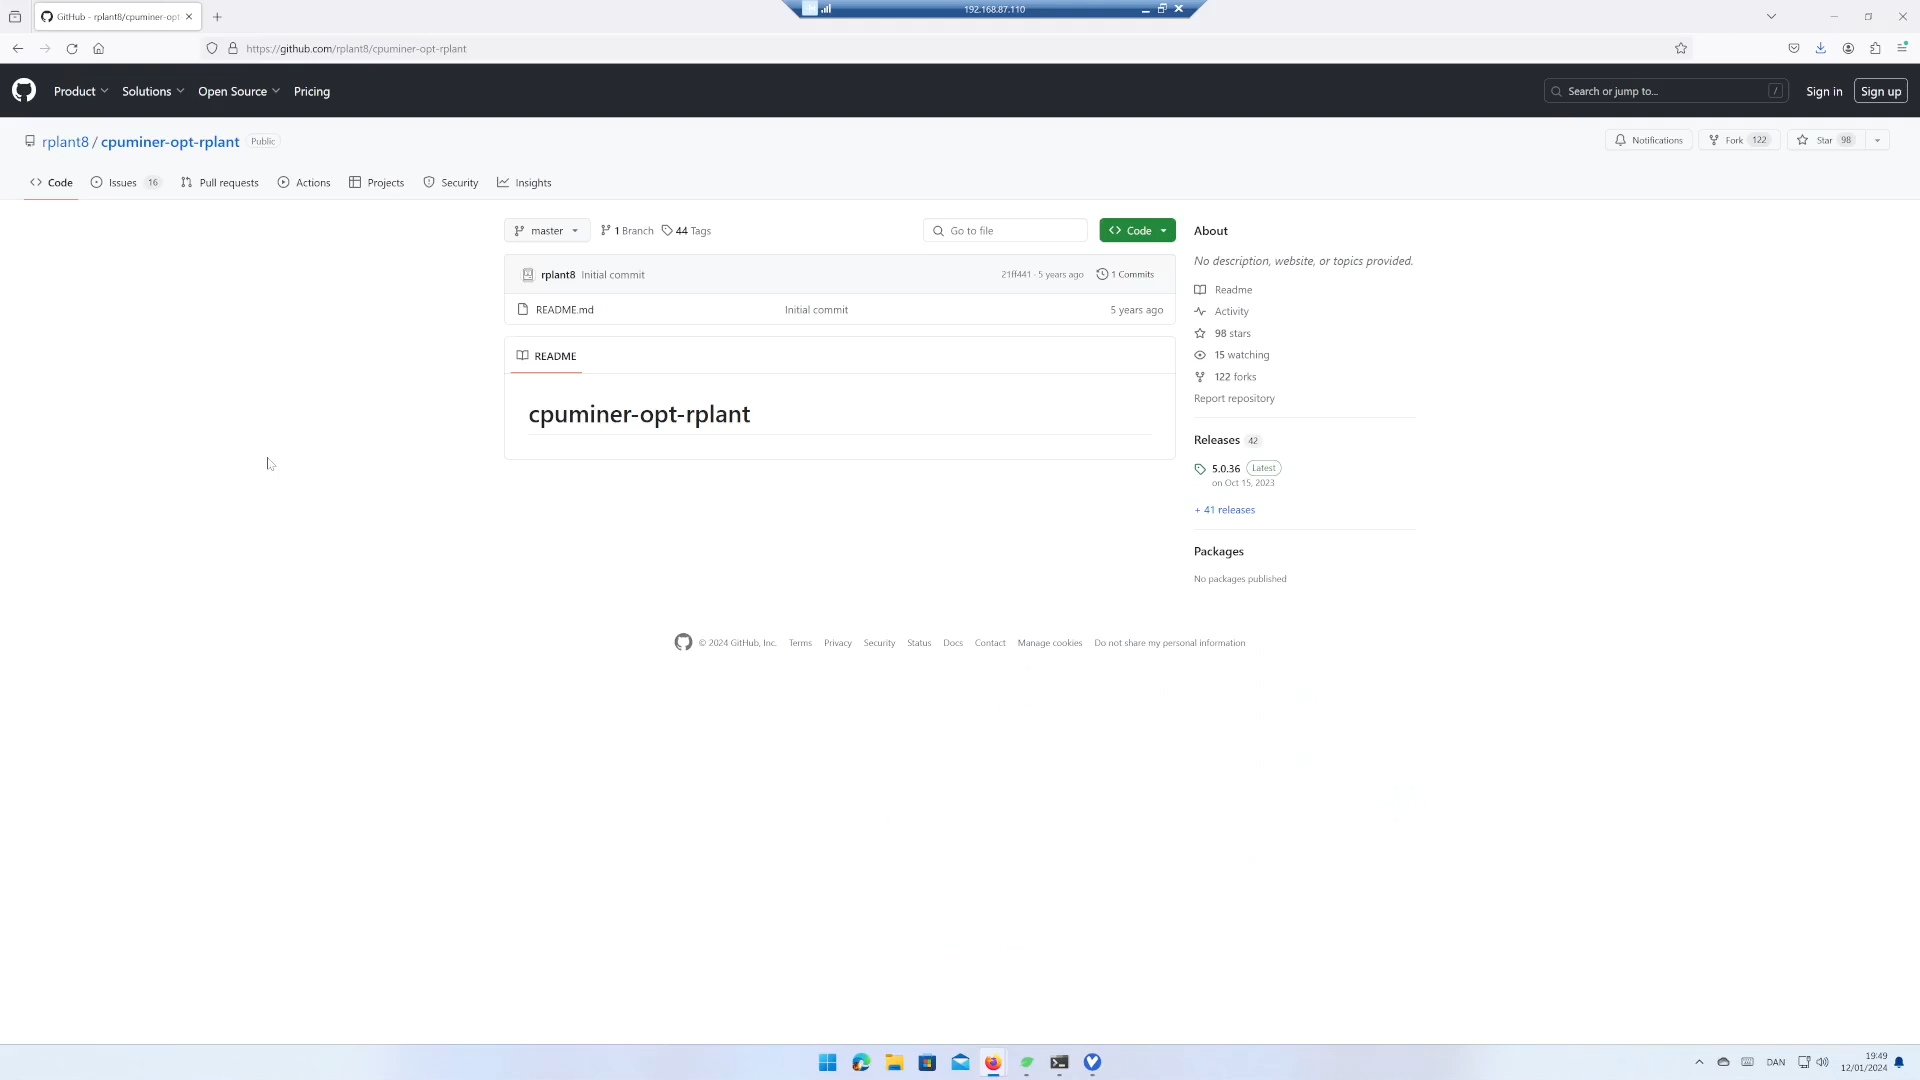 GitHub - rplant8/cpuminer-opt
192.168.87.110
https://github.com/rplant8/cpuminer-opt-rplant
Product Solutions Open Source Pricing
Search or jump to... /
Sign in Sign up
rplant8 / cpuminer-opt-rplant Public
Notifications Fork 122 Star 98
Code Issues 16 Pull requests Actions Projects Security Insights
master 1 Branch 44 Tags
Go to file Code
rplant8 Initial commit 21ff441 · 5 years ago 1 Commits
README.md Initial commit 5 years ago
README
cpuminer-opt-rplant
About
No description, website, or topics provided.
Readme
Activity
98 stars
15 watching
122 forks
Report repository
Releases 42
5.0.36 Latest
on Oct 15, 2023
+ 41 releases
Packages
No packages published
© 2024 GitHub, Inc. Terms Privacy Security Status Docs Contact Manage cookies Do not share my personal information
DAN
19:49
12/01/2024